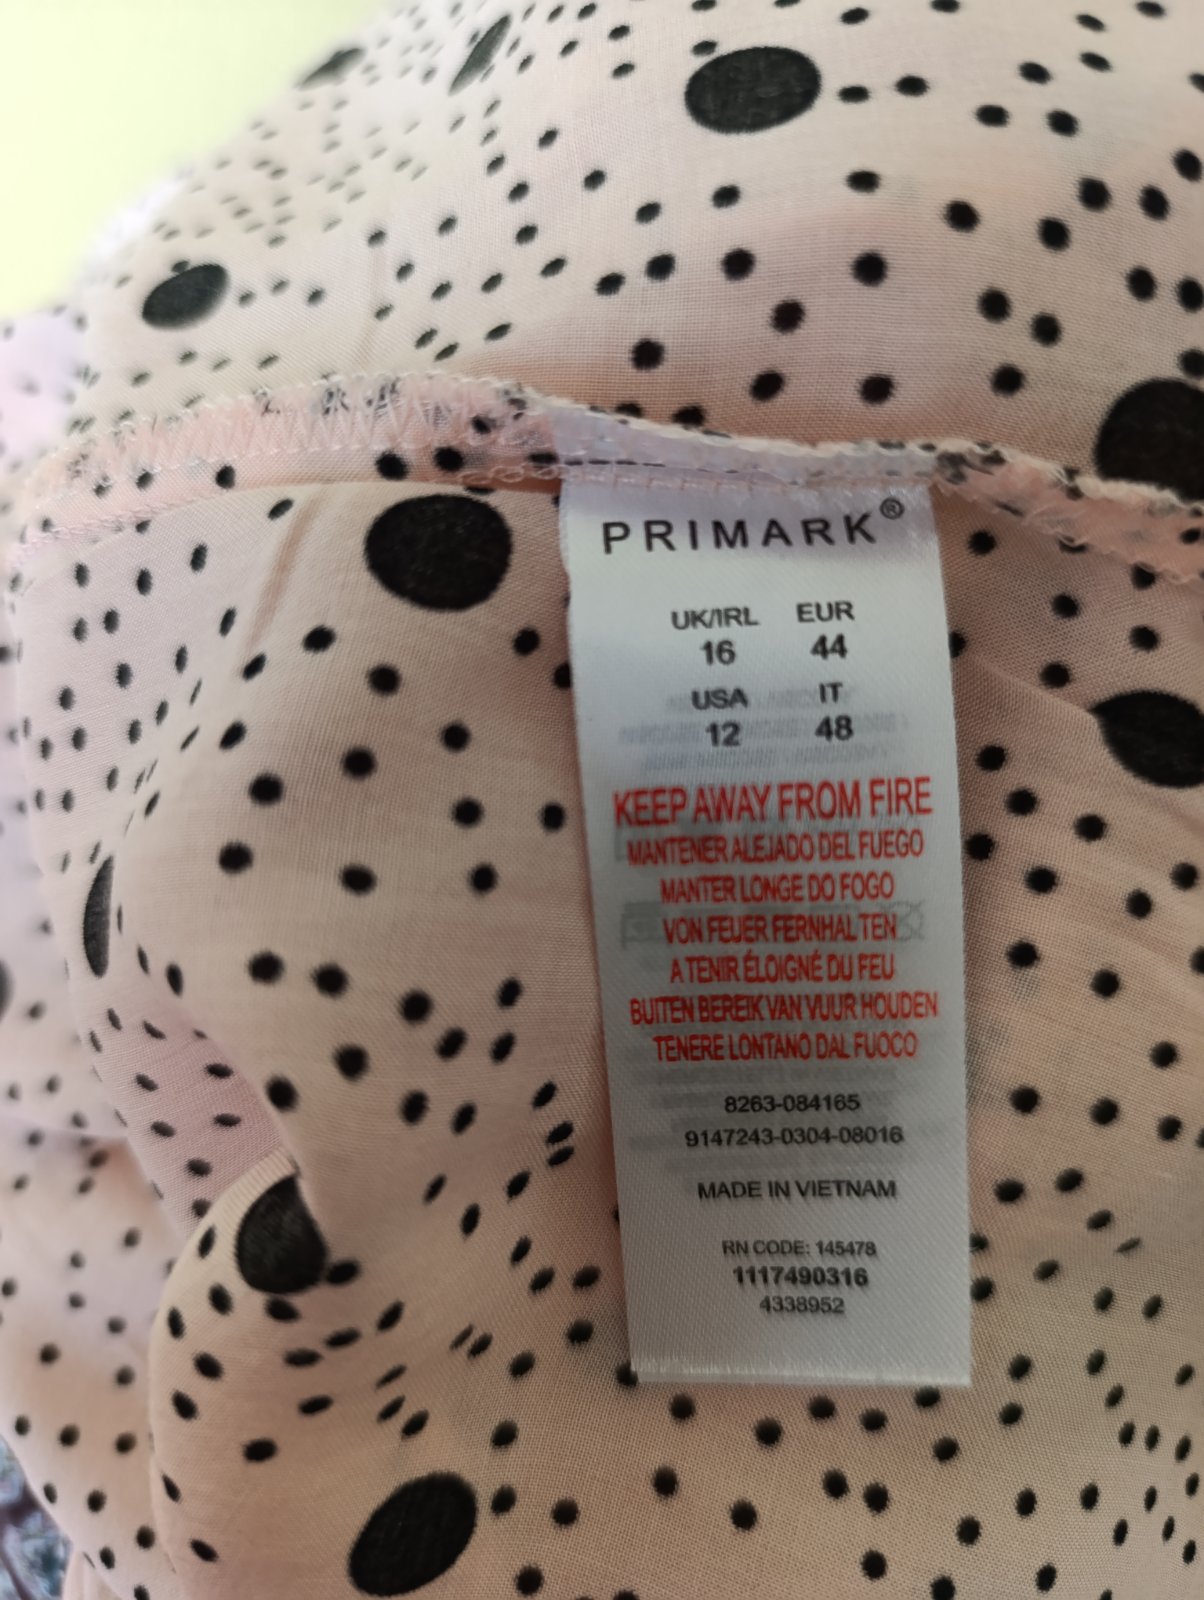 PRIMARK®
UK/IRL EUR
16 44
USA IT
12 48
KEEP AWAY FROM FIRE
MANTENER ALEJADO DEL FUEGO
MANTER LONGE DO FOGO
VON FEUER FERNHALTEN
A TENIR ÉLOIGNÉ DU FEU
BUITEN BEREIK VAN VUUR HOUDEN
TENERE LONTANO DAL FUOCO
8263-084165
9147243-0304-08016
MADE IN VIETNAM
RN CODE: 145478
1117490316
4338952